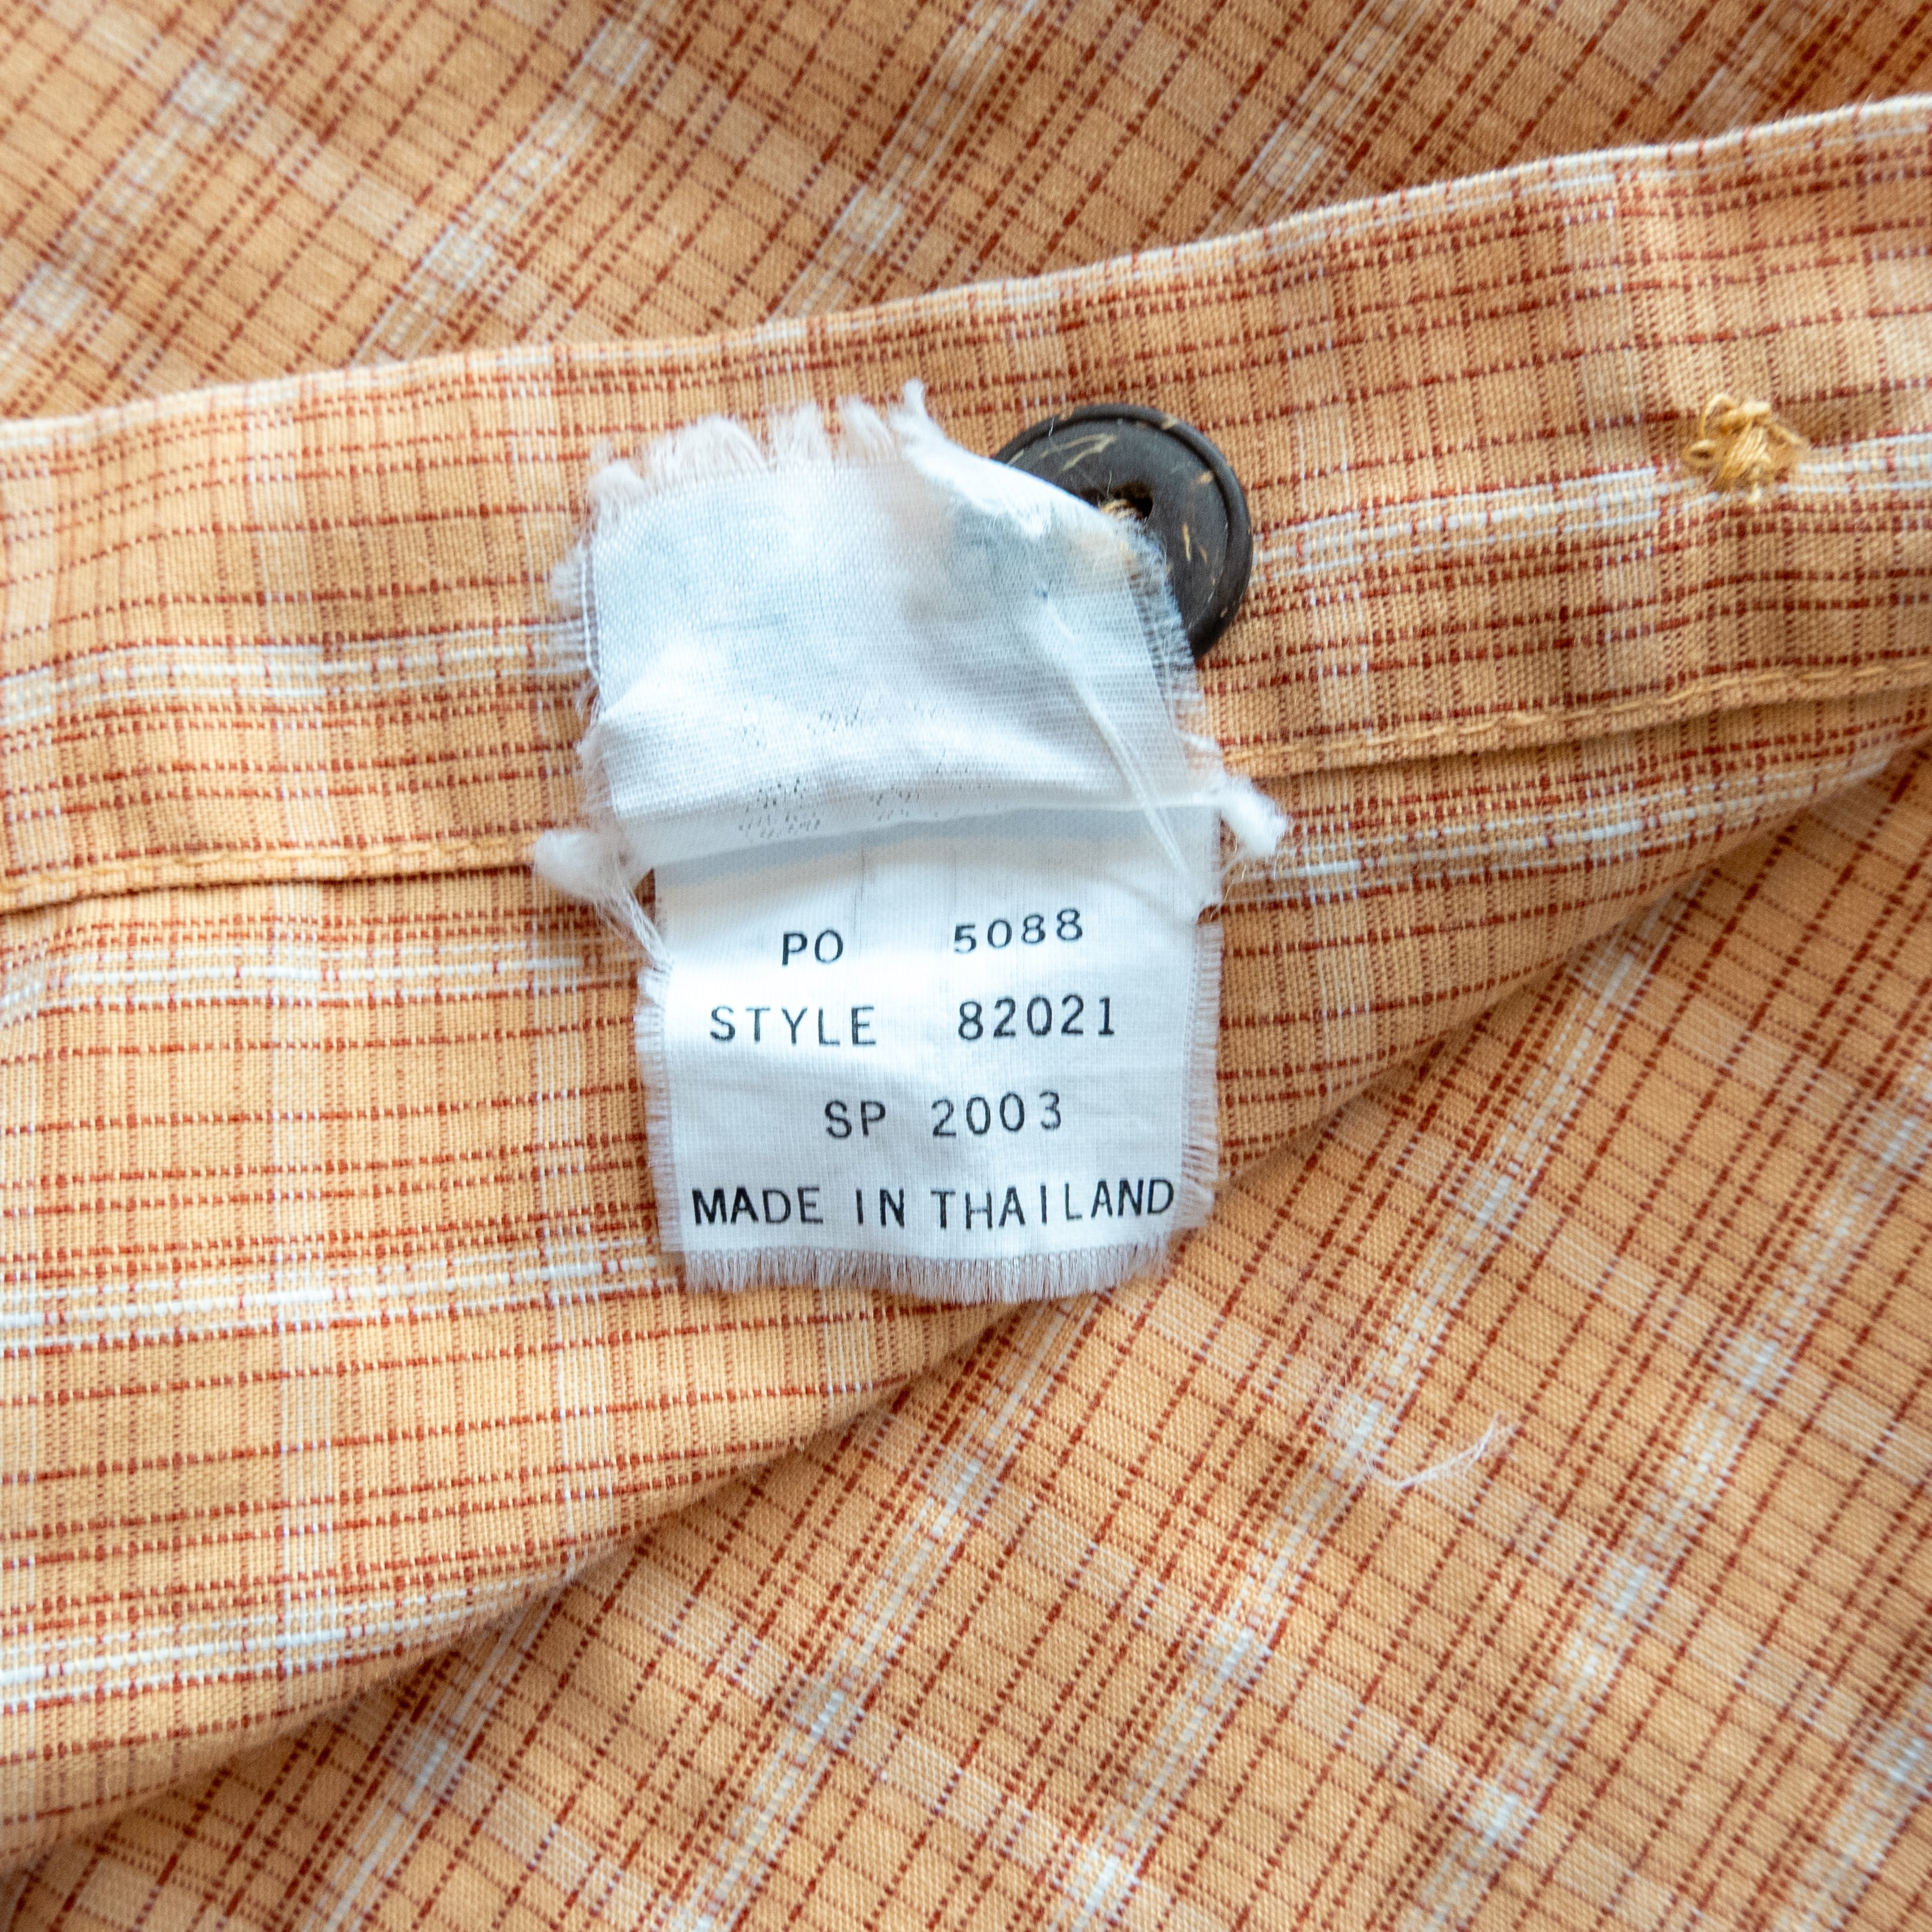 PO 5088
STYLE 82021
SP 2003
MADE IN THAILAND